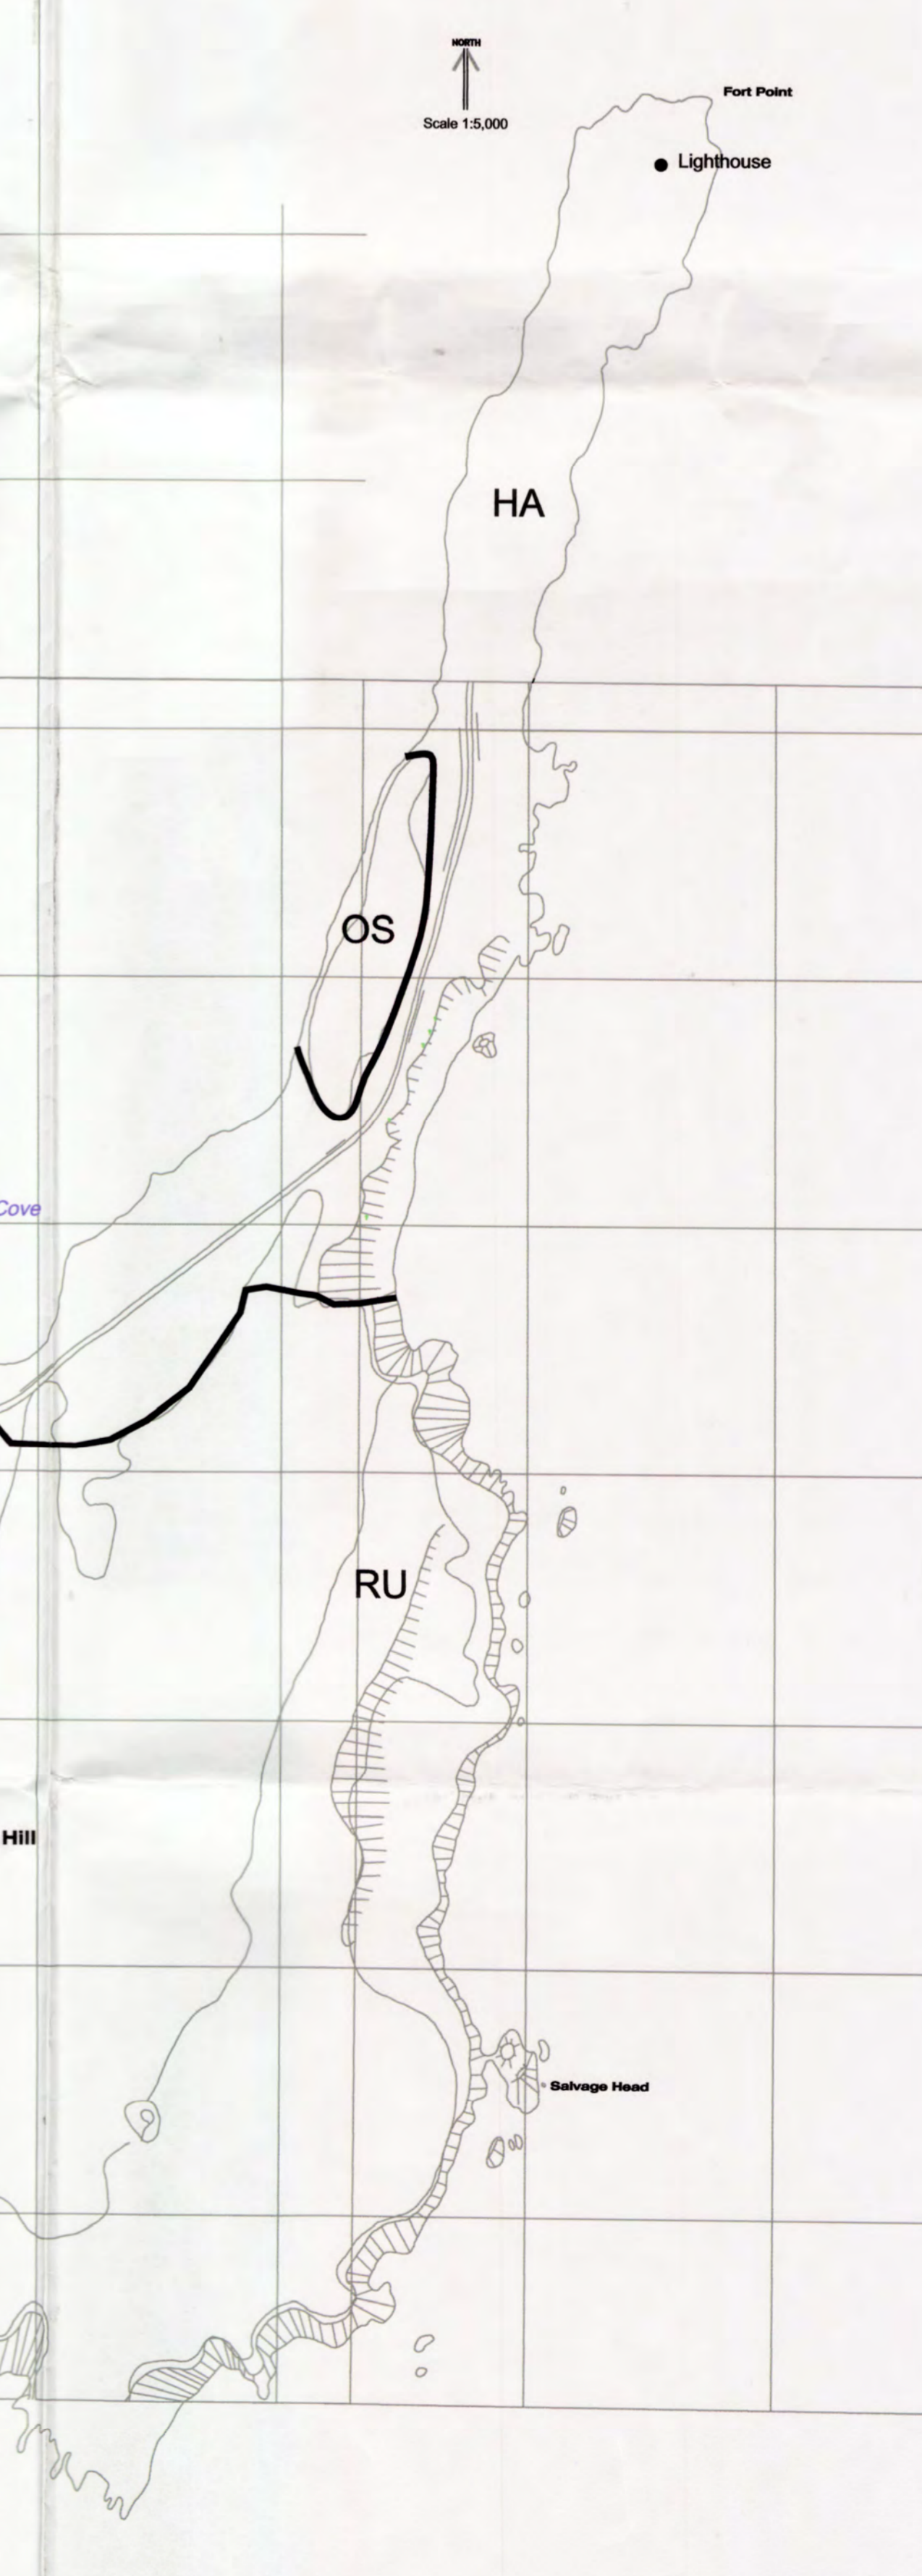 NORTH
Scale 1:5,000
Fort Point
Lighthouse
HA
OS
Cove
RU
Hill
Salvage Head